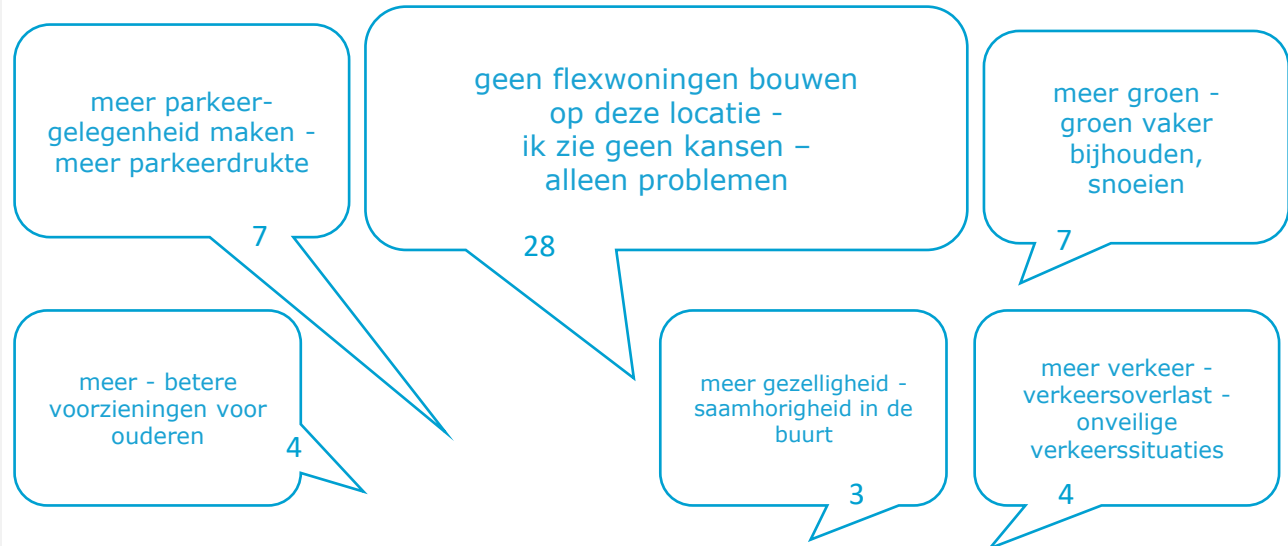 meer parkeer-
gelegenheid maken -
meer parkeerdrukte
7
geen flexwoningen bouwen
op deze locatie -
ik zie geen kansen –
alleen problemen
28
meer groen -
groen vaker
bijhouden,
snoeien
7
meer - betere
voorzieningen voor
ouderen
4
meer gezelligheid -
saamhorigheid in de
buurt
3
meer verkeer -
verkeersoverlast -
onveilige
verkeerssituaties
4